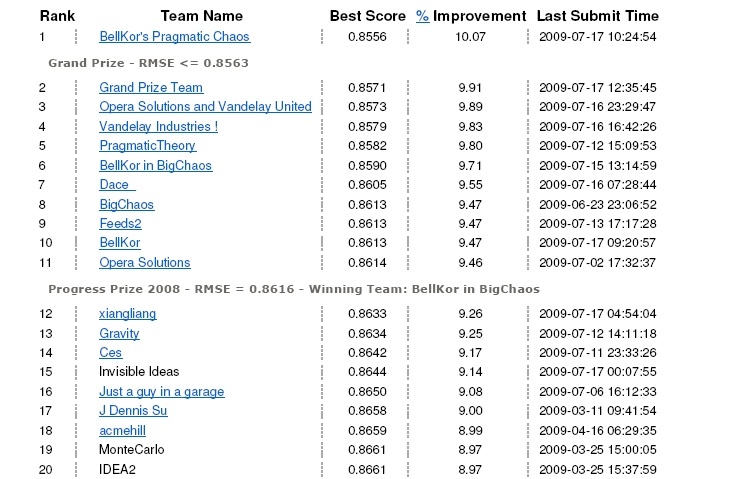 Rank Team Name Best Score % Improvement Last Submit Time
1 BellKor's Pragmatic Chaos 0.8556 10.07 2009-07-17 10:24:54
Grand Prize - RMSE <= 0.8563
2 Grand Prize Team 0.8571 9.91 2009-07-17 12:35:45
3 Opera Solutions and Vandelay United 0.8573 9.89 2009-07-16 23:29:47
4 Vandelay Industries ! 0.8579 9.83 2009-07-16 16:42:26
5 PragmaticTheory 0.8582 9.80 2009-07-12 15:09:53
6 BellKor in BigChaos 0.8590 9.71 2009-07-15 13:14:59
7 Dace_ 0.8605 9.55 2009-07-16 07:28:44
8 BigChaos 0.8613 9.47 2009-06-23 23:06:52
9 Feeds2 0.8613 9.47 2009-07-13 17:17:28
10 BellKor 0.8613 9.47 2009-07-17 09:20:57
11 Opera Solutions 0.8614 9.46 2009-07-02 17:32:37
Progress Prize 2008 - RMSE = 0.8616 - Winning Team: BellKor in BigChaos
12 xiangliang 0.8633 9.26 2009-07-17 04:54:04
13 Gravity 0.8634 9.25 2009-07-12 14:11:18
14 Ces 0.8642 9.17 2009-07-11 23:33:26
15 Invisible Ideas 0.8644 9.14 2009-07-17 00:07:55
16 Just a guy in a garage 0.8650 9.08 2009-07-06 16:12:33
17 J Dennis Su 0.8658 9.00 2009-03-11 09:41:54
18 acmehill 0.8659 8.99 2009-04-16 06:29:35
19 MonteCarlo 0.8661 8.97 2009-03-25 15:00:05
20 IDEA2 0.8661 8.97 2009-03-25 15:37:59